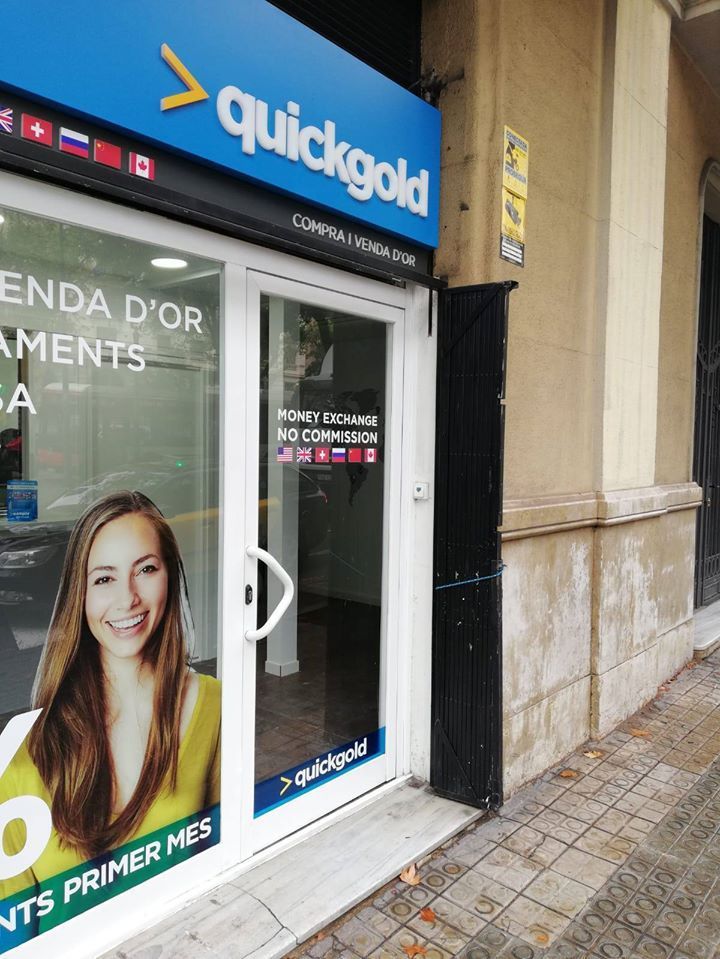 > quickgold
COMPRA I VENDA D'OR
ENDA D'OR
AMENTS
SA
MONEY EXCHANGE
NO COMMISSION
%
NTS PRIMER MES
> quickgold